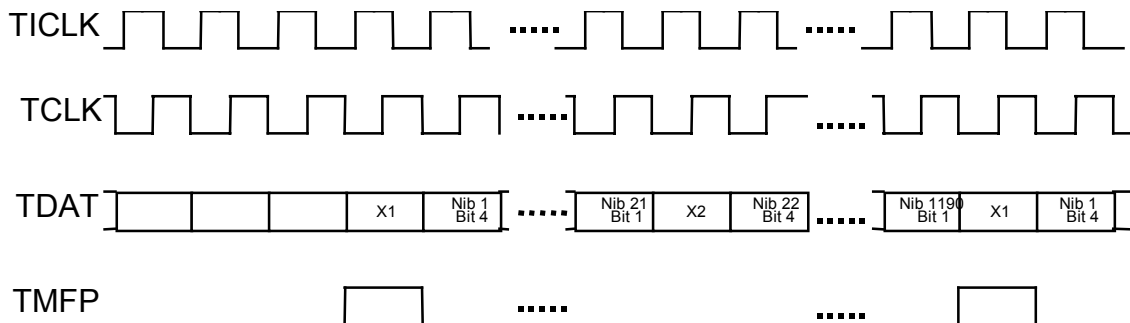 TICLK
TCLK
TDAT
X1
Nib 1
Bit 4
Nib 21
Bit 1
X2
Nib 22
Bit 4
Nib 1190
Bit 1
X1
Nib 1
Bit 4
TMFP